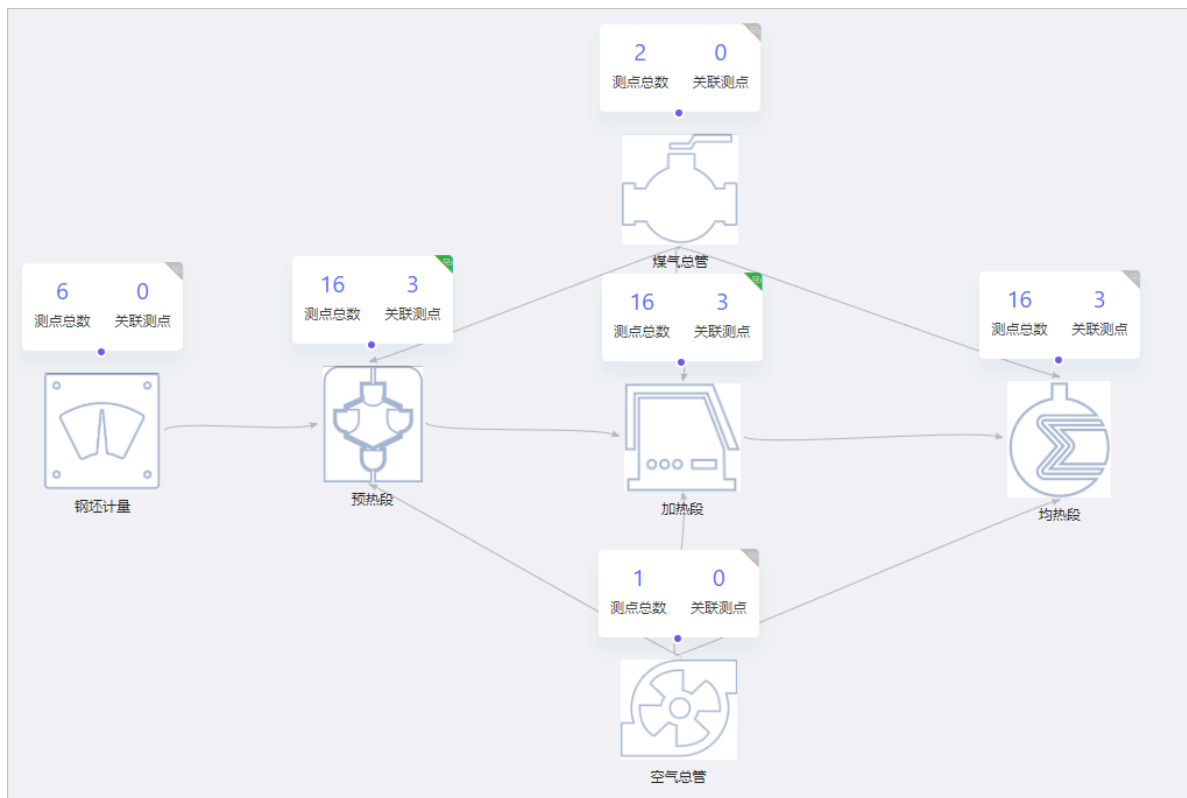 2 0
测点总数 关联测点
煤气总管
6 0
测点总数 关联测点
钢坯计量
16 3
测点总数 关联测点
预热段
16 3
测点总数 关联测点
加热段
16 3
测点总数 关联测点
均热段
1 0
测点总数 关联测点
空气总管